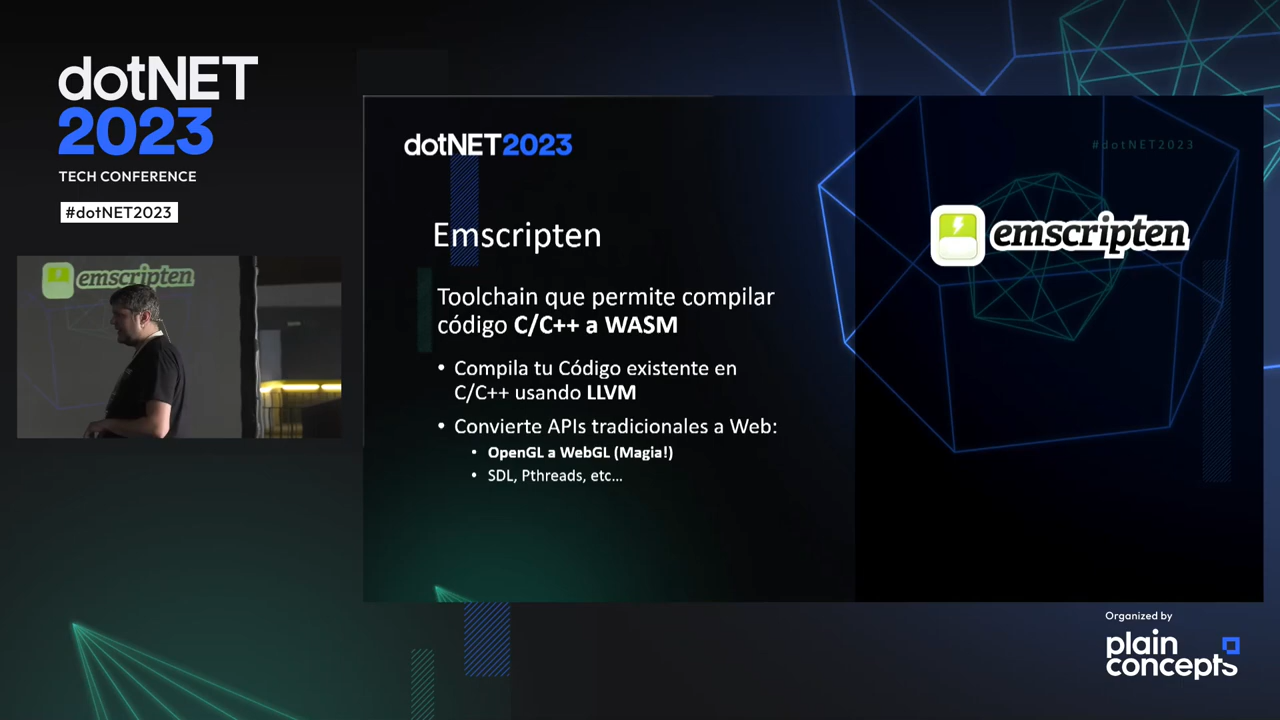 dotNET
2023
TECH CONFERENCE
#dotNET2023
emscripten
dotNET2023
#dotNET2023
emscripten
Emscripten
Toolchain que permite compilar
código C/C++ a WASM
• Compila tu Código existente en
C/C++ usando LLVM
• Convierte APIs tradicionales a Web:
• OpenGL a WebGL (Magia!)
• SDL, Pthreads, etc...
Organized by
plain
concepts